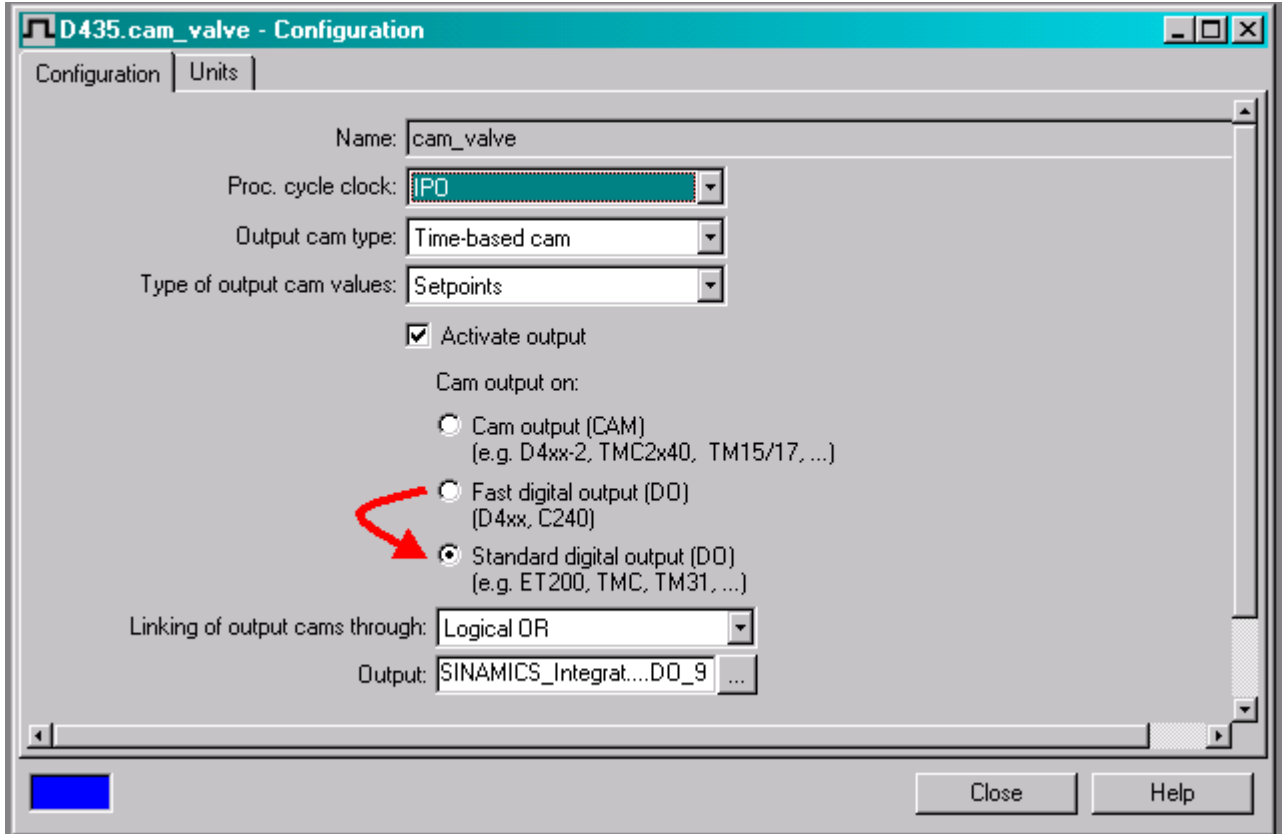 D435.cam_valve - Configuration
Configuration Units
Name: cam_valve
Proc. cycle clock: IPO
Output cam type: Time-based cam
Type of output cam values: Setpoints
Activate output
Cam output on:
Cam output (CAM)
(e.g. D4xx-2, TMC2x40, TM15/17, ...)
Fast digital output (DO)
(D4xx, C240)
Standard digital output (DO)
(e.g. ET200, TMC, TM31, ...)
Linking of output cams through: Logical OR
Output: SINAMICS_Integrat....DO_9 ...
Close Help